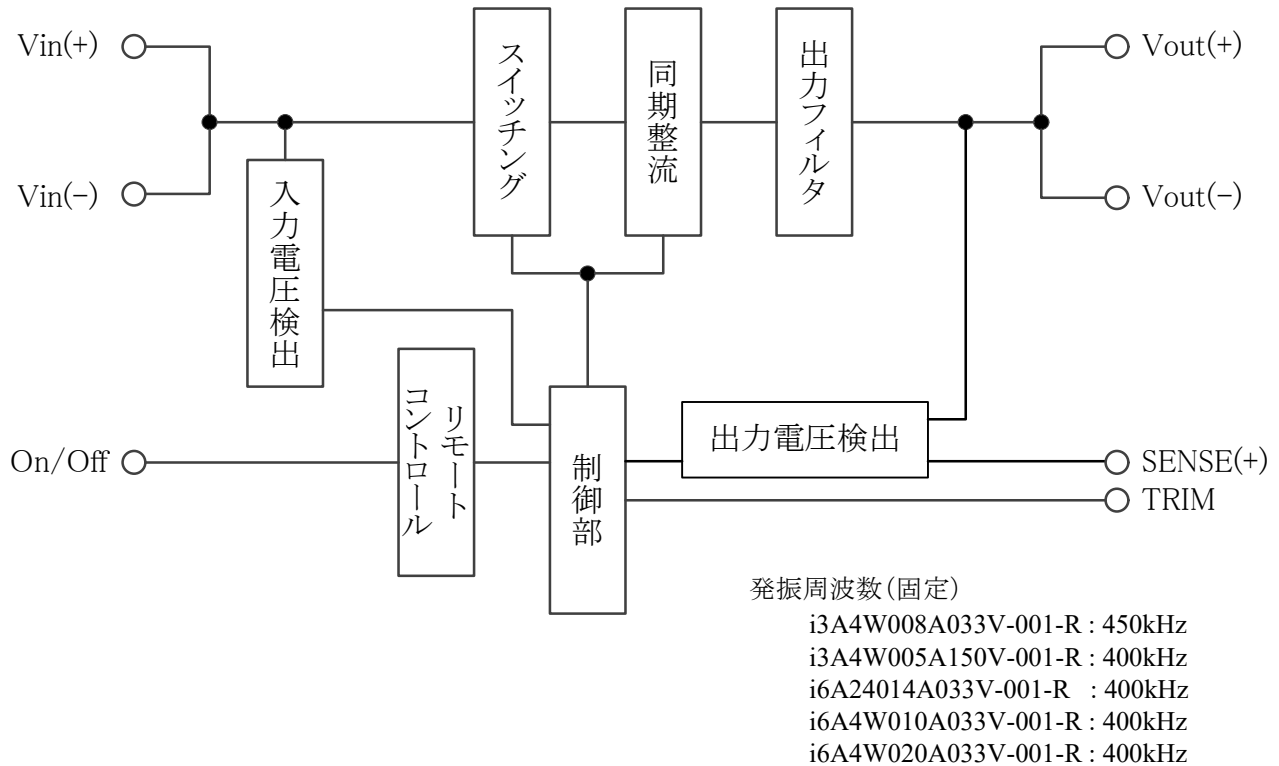 Vin(+)
Vin(-)
スイッチング
同期整流
出力フィルタ
Vout(+)
Vout(-)
入力電圧検出
On/Off
リモート
コントロール
制御部
出力電圧検出
SENSE(+)
TRIM
発振周波数(固定)
i3A4W008A033V-001-R : 450kHz
i3A4W005A150V-001-R : 400kHz
i6A24014A033V-001-R : 400kHz
i6A4W010A033V-001-R : 400kHz
i6A4W020A033V-001-R : 400kHz